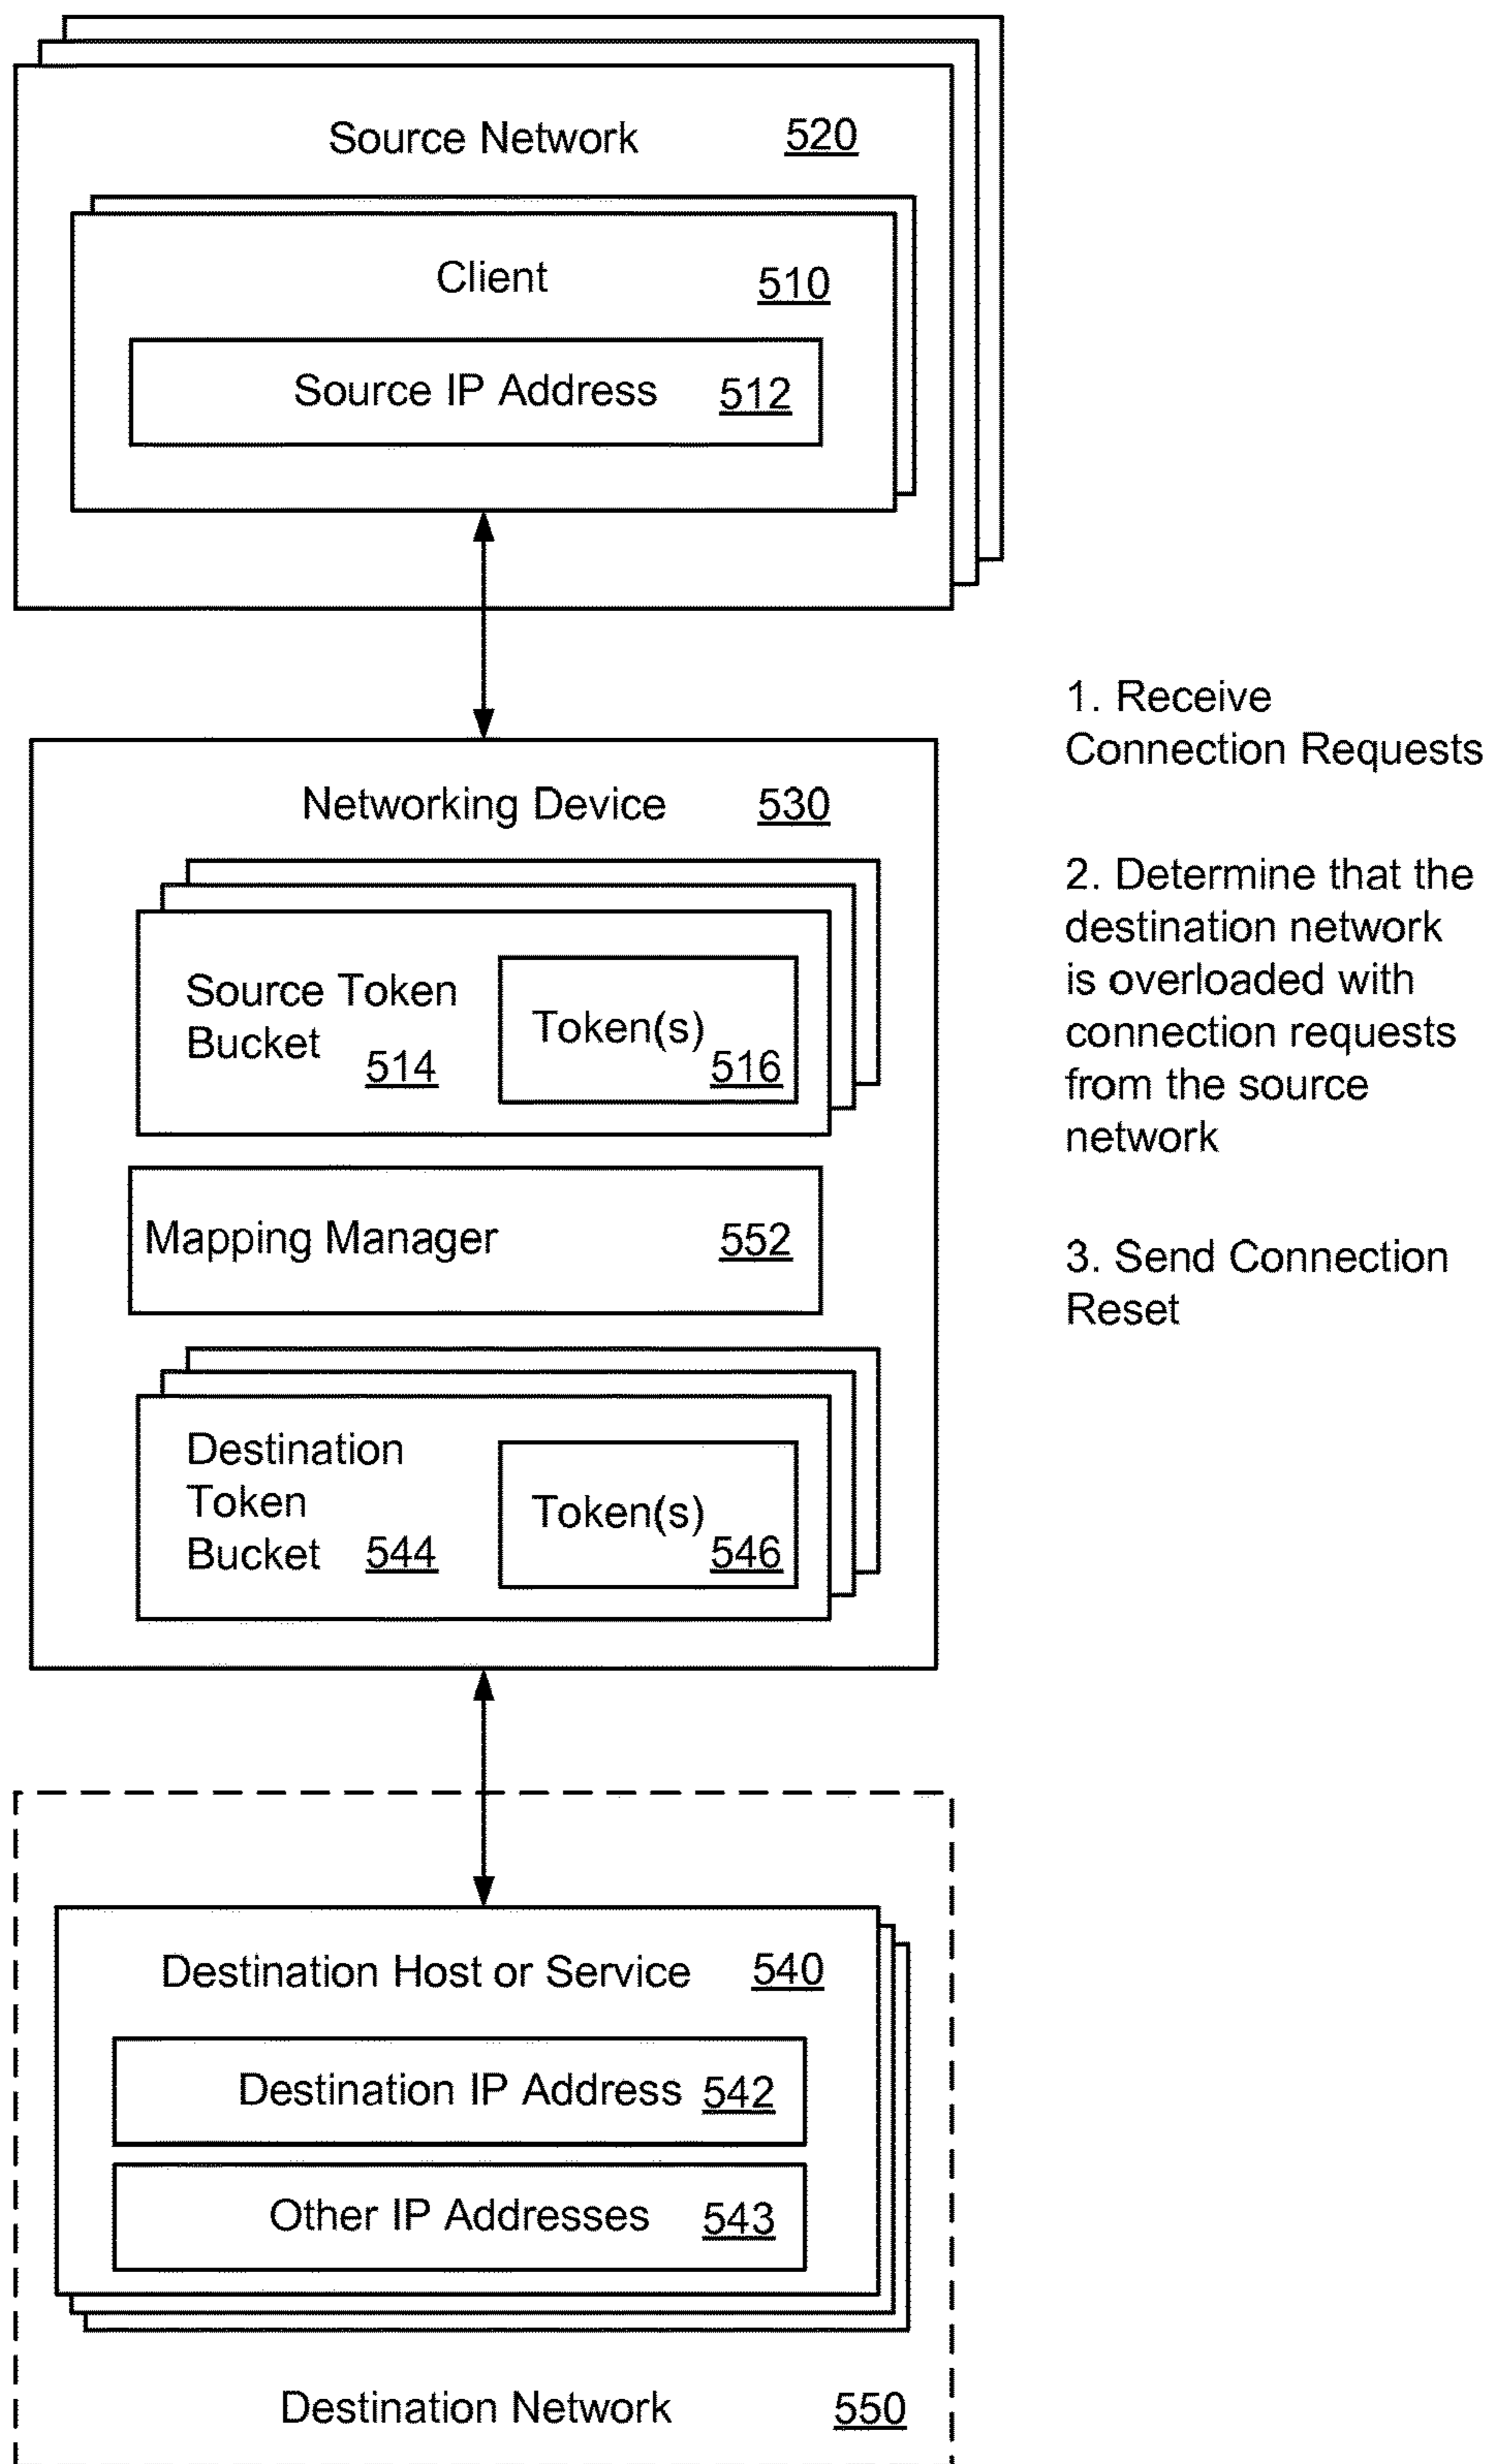 Source Network 520
Client 510
Source IP Address 512
1. Receive
Connection Requests
Networking Device 530
2. Determine that the
destination network
is overloaded with
connection requests
from the source
network
Source Token
Bucket 514
Token(s) 516
Mapping Manager 552
3. Send Connection
Reset
Destination
Token
Bucket 544
Token(s) 546
Destination Host or Service 540
Destination IP Address 542
Other IP Addresses 543
Destination Network 550